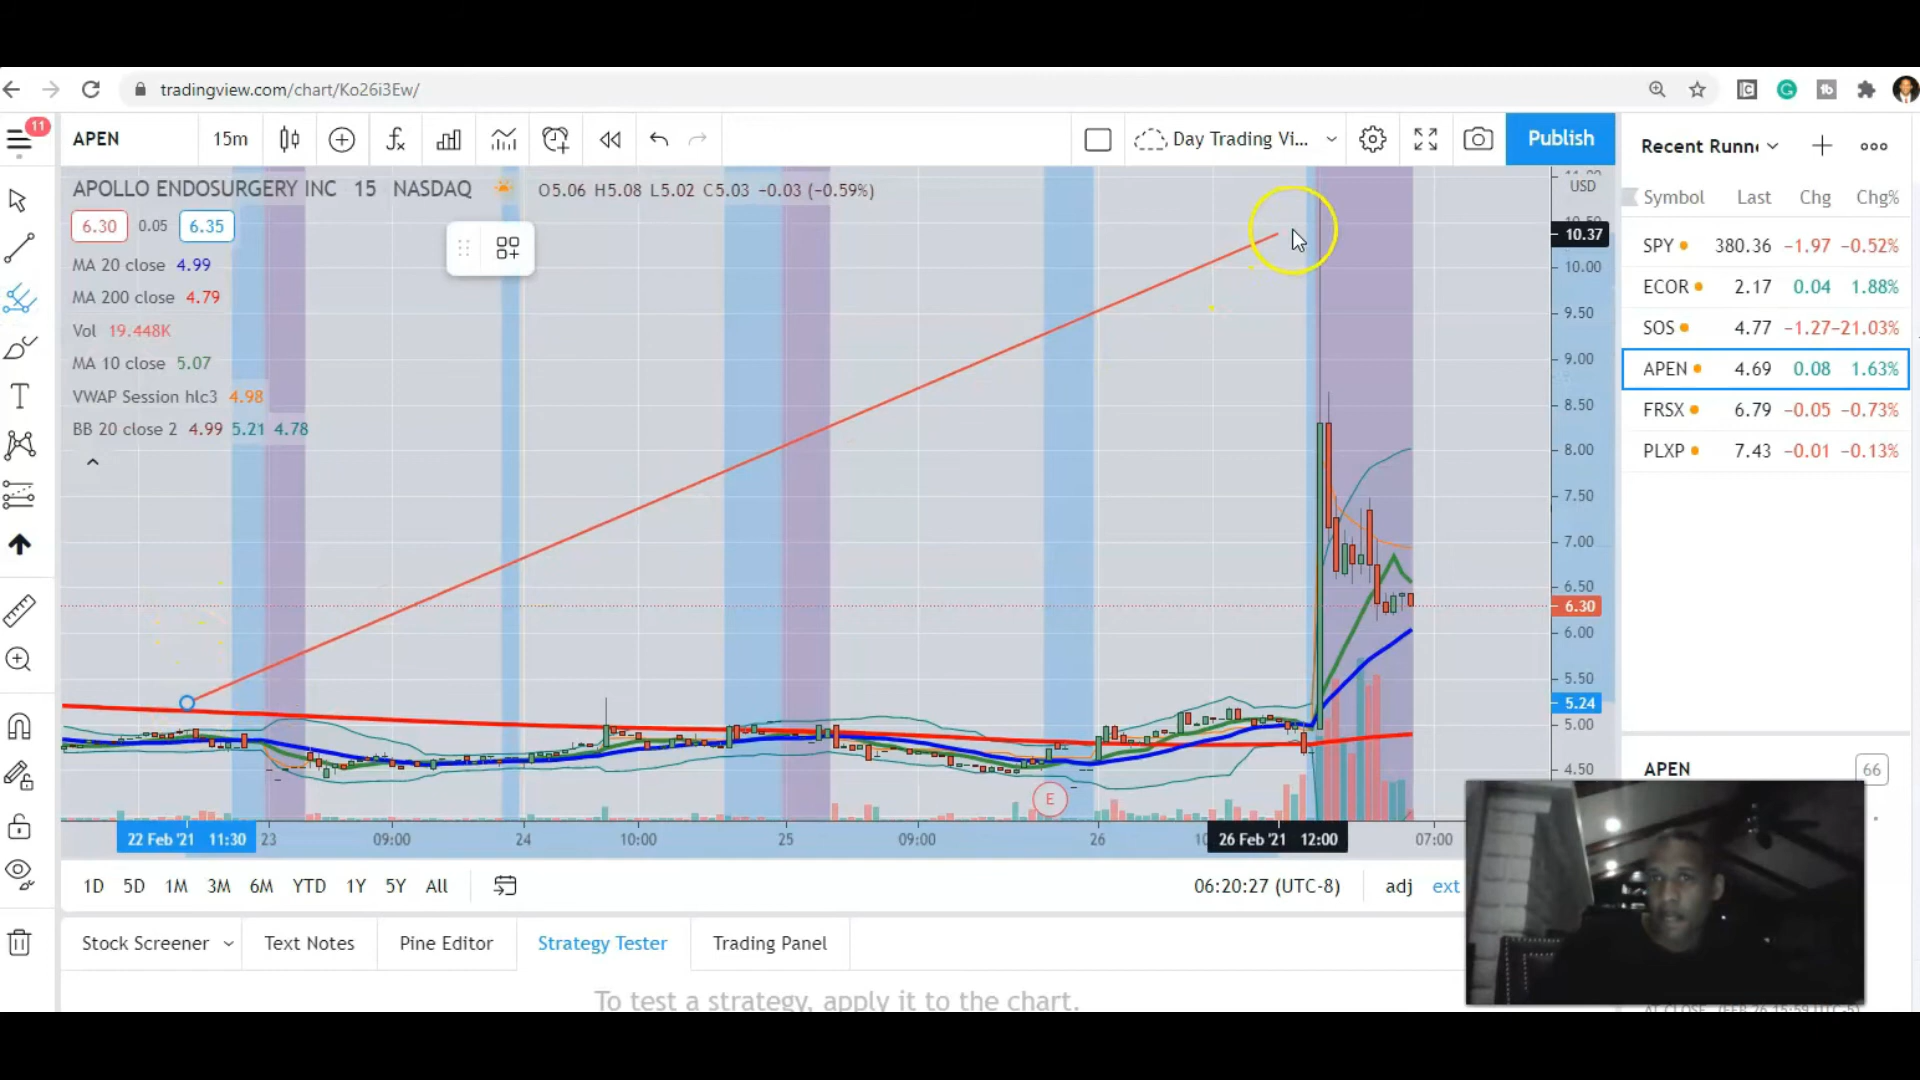 tradingview.com/chart/Ko26i3Ew/
11
APEN
15m
Day Trading Vi...
Publish
Recent Runn
APOLLO ENDOSURGERY INC 15 NASDAQ
O5.06 H5.08 L5.02 C5.03 −0.03 (−0.59%)
6.30 0.05 6.35
MA 20 close 4.99
MA 200 close 4.79
Vol 19.448K
MA 10 close 5.07
VWAP Session hlc3 4.98
BB 20 close 2 4.99 5.21 4.78
USD
10.37
10.00
9.50
9.00
8.50
8.00
7.50
7.00
6.50
6.30
6.00
5.50
5.24
5.00
4.50
Symbol Last Chg Chg%
SPY 380.36 −1.97 −0.52%
ECOR 2.17 0.04 1.88%
SOS 4.77 −1.27 −21.03%
APEN 4.69 0.08 1.63%
FRSX 6.79 −0.05 −0.73%
PLXP 7.43 −0.01 −0.13%
APEN 66
E
22 Feb '21 11:30 23 09:00 24 10:00 25 09:00 26 26 Feb '21 12:00 07:00
1D 5D 1M 3M 6M YTD 1Y 5Y All
06:20:27 (UTC-8) adj ext
Stock Screener Text Notes Pine Editor Strategy Tester Trading Panel
To test a strategy, apply it to the chart.